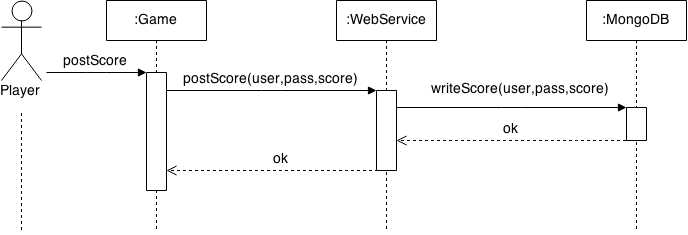 :Game
:WebService
:MongoDB
postScore
Player
postScore(user,pass,score)
writeScore(user,pass,score)
ok
ok